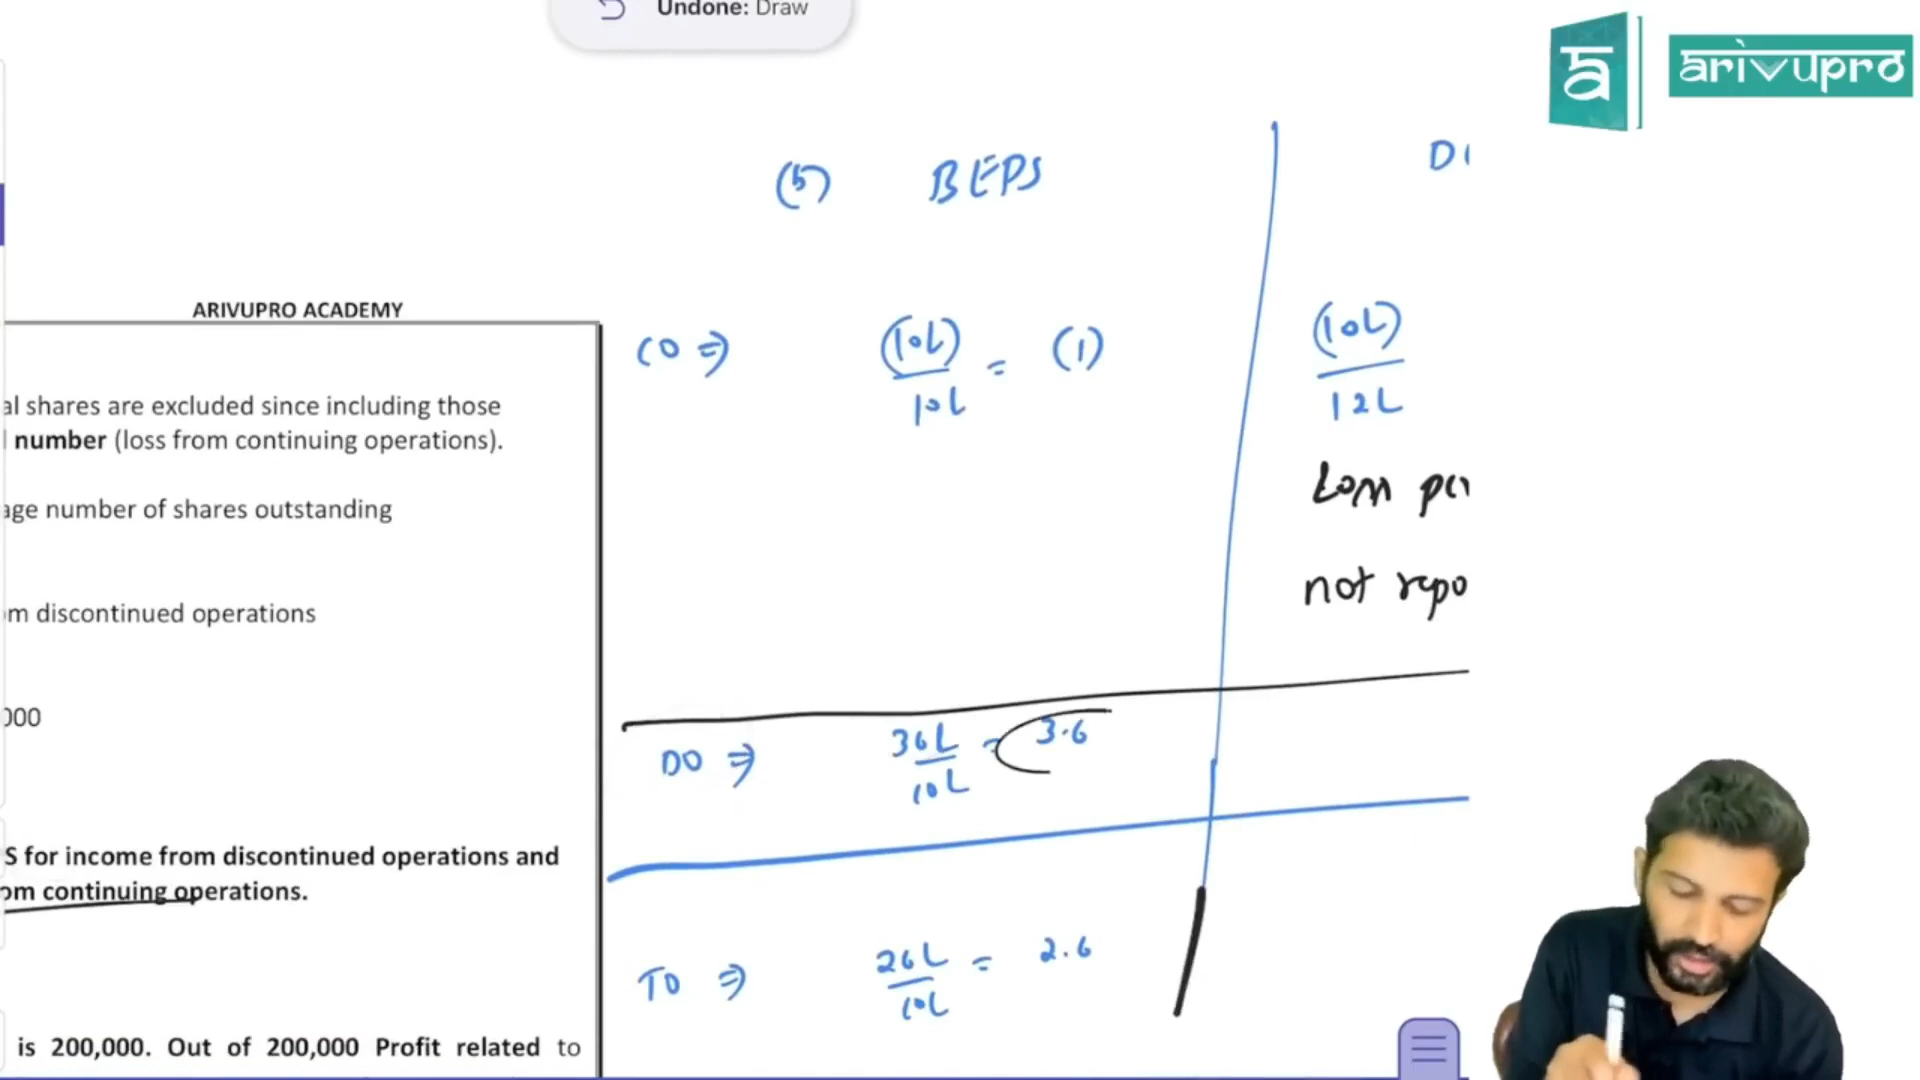 Undone: Draw
ā
arivupro
(5) BEPS
ARIVUPRO ACADEMY
al shares are excluded since including those
number (loss from continuing operations).
age number of shares outstanding
om discontinued operations
000
S for income from discontinued operations and
om continuing operations.
is 200,000. Out of 200,000 Profit related to
CO ⇒ (10L)/10L = (1)
DO ⇒ 36L/10L = 3.6
TO ⇒ 26L/10L = 2.6
(10L)/12L
not repo